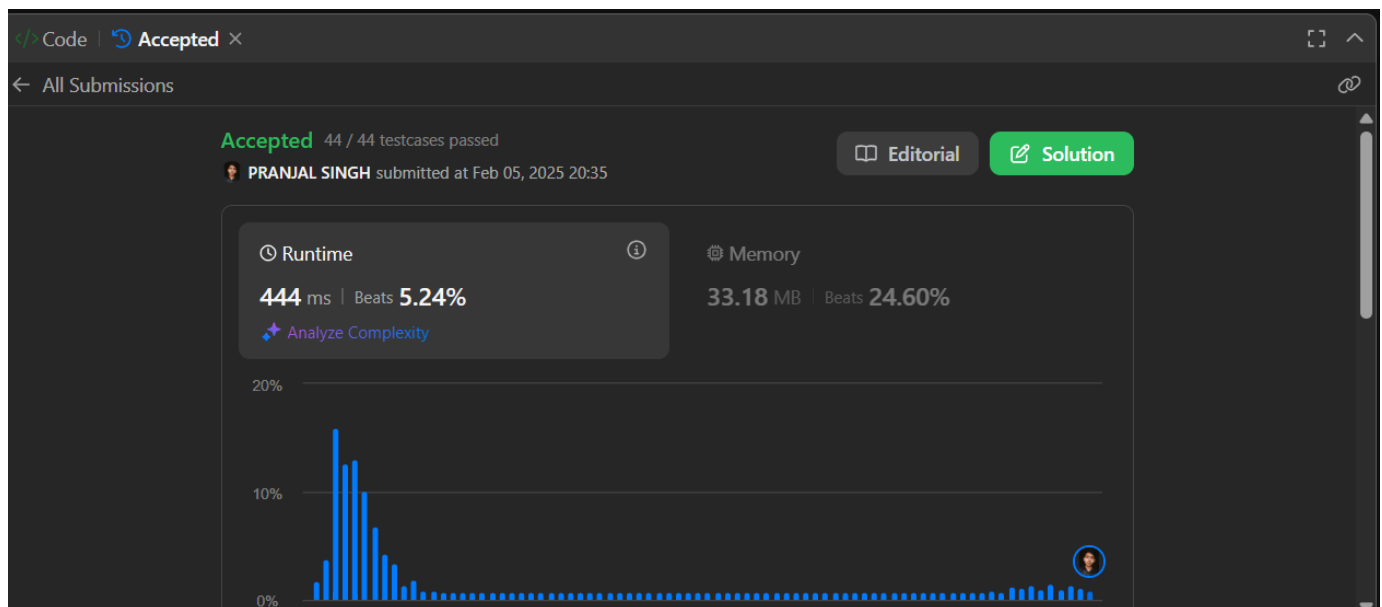 </> Code | Accepted ×
← All Submissions
Accepted 44 / 44 testcases passed
Editorial
Solution
PRANJAL SINGH submitted at Feb 05, 2025 20:35
Runtime
444 ms | Beats 5.24%
Analyze Complexity
Memory
33.18 MB | Beats 24.60%
20%
10%
0%